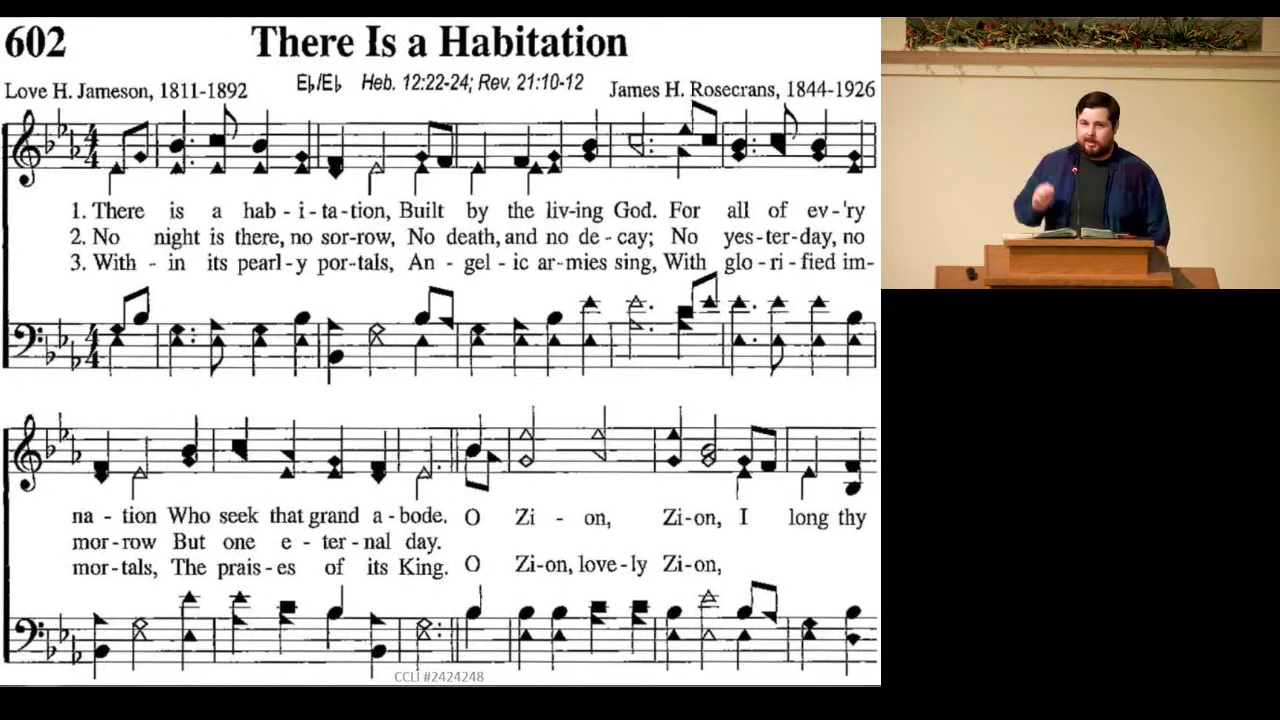 602
There Is a Habitation
Love H. Jameson, 1811-1892
E♭/E♭ Heb. 12:22-24; Rev. 21:10-12
James H. Rosecrans, 1844-1926
1. There is a hab - i - ta - tion, Built by the liv-ing God. For all of ev-'ry
2. No night is there, no sor-row, No death, and no de - cay; No yes-ter-day, no
3. With - in its pearl-y por-tals, An - gel - ic ar-mies sing, With glo - ri - fied im-
na - tion Who seek that grand a - bode. O Zi - on, Zi-on, I long thy
mor-row But one e - ter-nal day.
mor-tals, The prais-es of its King. O Zi-on, love-ly Zi-on,
CCLI #2424248